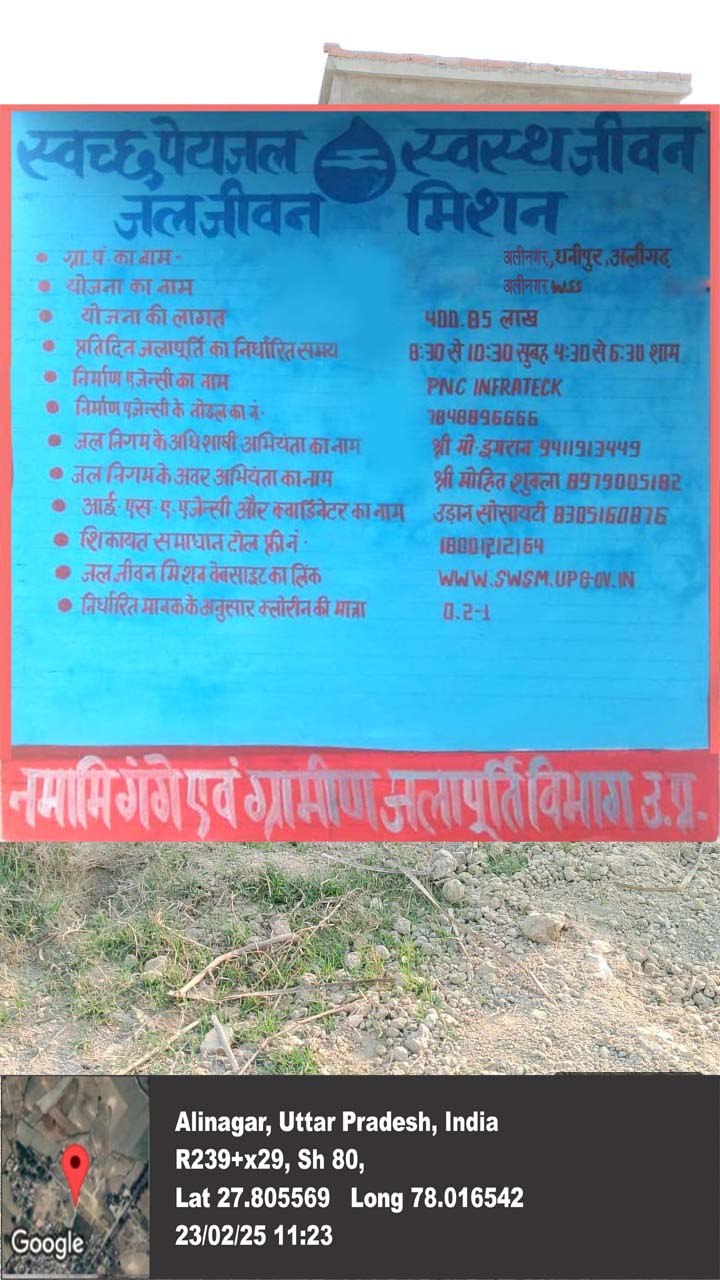 स्वच्छ पेयजल स्वस्थ जीवन
जल जीवन मिशन
ग्रा.पं. का नाम - अलीनगर, धनीपुर, अलीगढ़
योजना का नाम अलीनगर WSS
योजना की लागत 400.85 लाख
प्रतिदिन जलापूर्ति का निर्धारित समय 8:30 से 10:30 सुबह 4:30 से 6:30 शाम
निर्माण एजेन्सी का नाम PNC INFRATECK
निर्माण एजेन्सी के नोडल का नं. 7848896666
जल निगम के अधिशाषी अभियंता का नाम श्री मो. इमरान 9411913449
जल निगम के अवर अभियंता का नाम श्री मोहित शुक्ला 8979005182
आई. एस. ए. एजेन्सी और क्वार्डिनेटर का नाम उड़ान सोसायटी 8305160876
शिकायत समाधान टोल फ्री नं. 18001212164
जल जीवन मिशन वेबसाइट का लिंक WWW.SWSM.UPGOV.IN
निर्धारित मानक के अनुसार क्लोरीन की मात्रा 0.2-1
नमामि गंगे एवं ग्रामीण जलापूर्ति विभाग उ.प्र.
Alinagar, Uttar Pradesh, India
R239+x29, Sh 80,
Lat 27.805569 Long 78.016542
23/02/25 11:23
Google